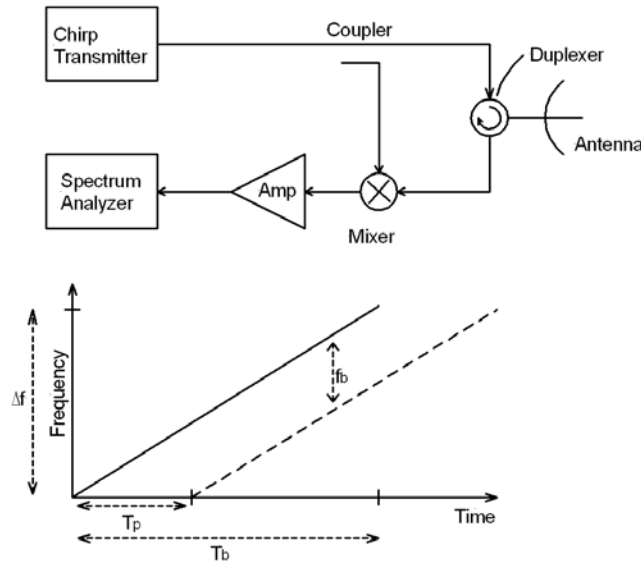 Chirp
Transmitter
Coupler
Duplexer
Antenna
Spectrum
Analyzer
Amp
Mixer
Frequency
Δf
fb
Tp
Time
Tb